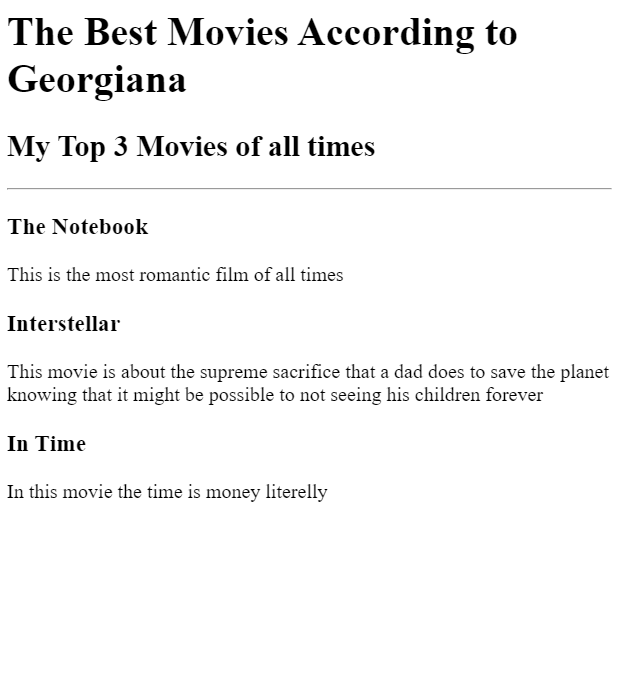 The Best Movies According to
Georgiana
My Top 3 Movies of all times
The Notebook
This is the most romantic film of all times
Interstellar
This movie is about the supreme sacrifice that a dad does to save the planet
knowing that it might be possible to not seeing his children forever
In Time
In this movie the time is money literelly